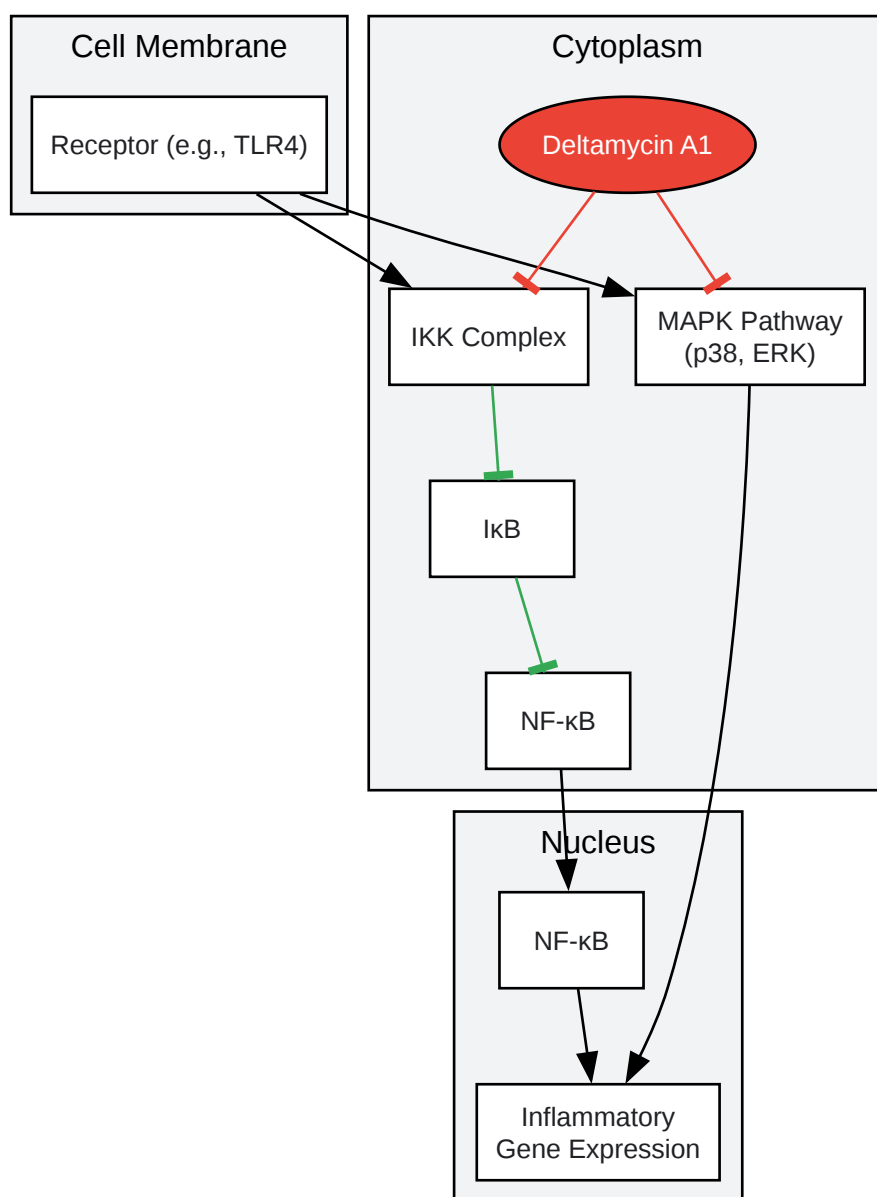 Cell Membrane
Cytoplasm
Receptor (e.g., TLR4)
Deltamycin A1
IKK Complex
MAPK Pathway
(p38, ERK)
IκB
NF-κB
Nucleus
NF-κB
Inflammatory
Gene Expression